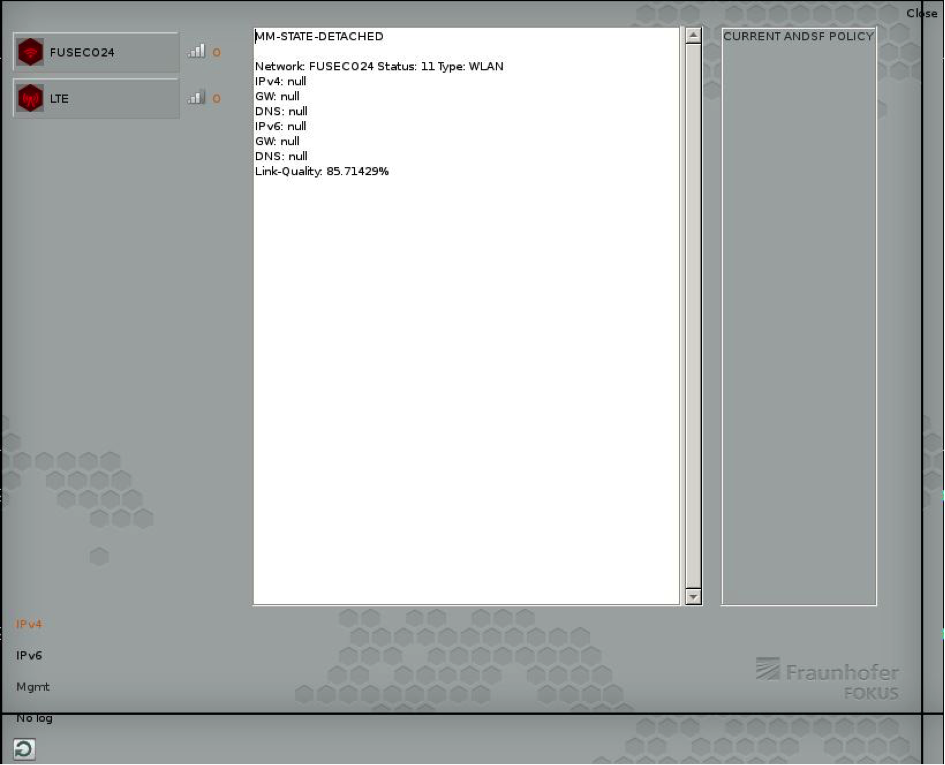 Close
FUSECO24 0
LTE 0
MM-STATE-DETACHED
Network: FUSECO24 Status: 11 Type: WLAN
IPv4: null
GW: null
DNS: null
IPv6: null
GW: null
DNS: null
Link-Quality: 85.71429%
CURRENT ANDSF POLICY
IPv4
IPv6
Mgmt
No log
Fraunhofer
FOKUS